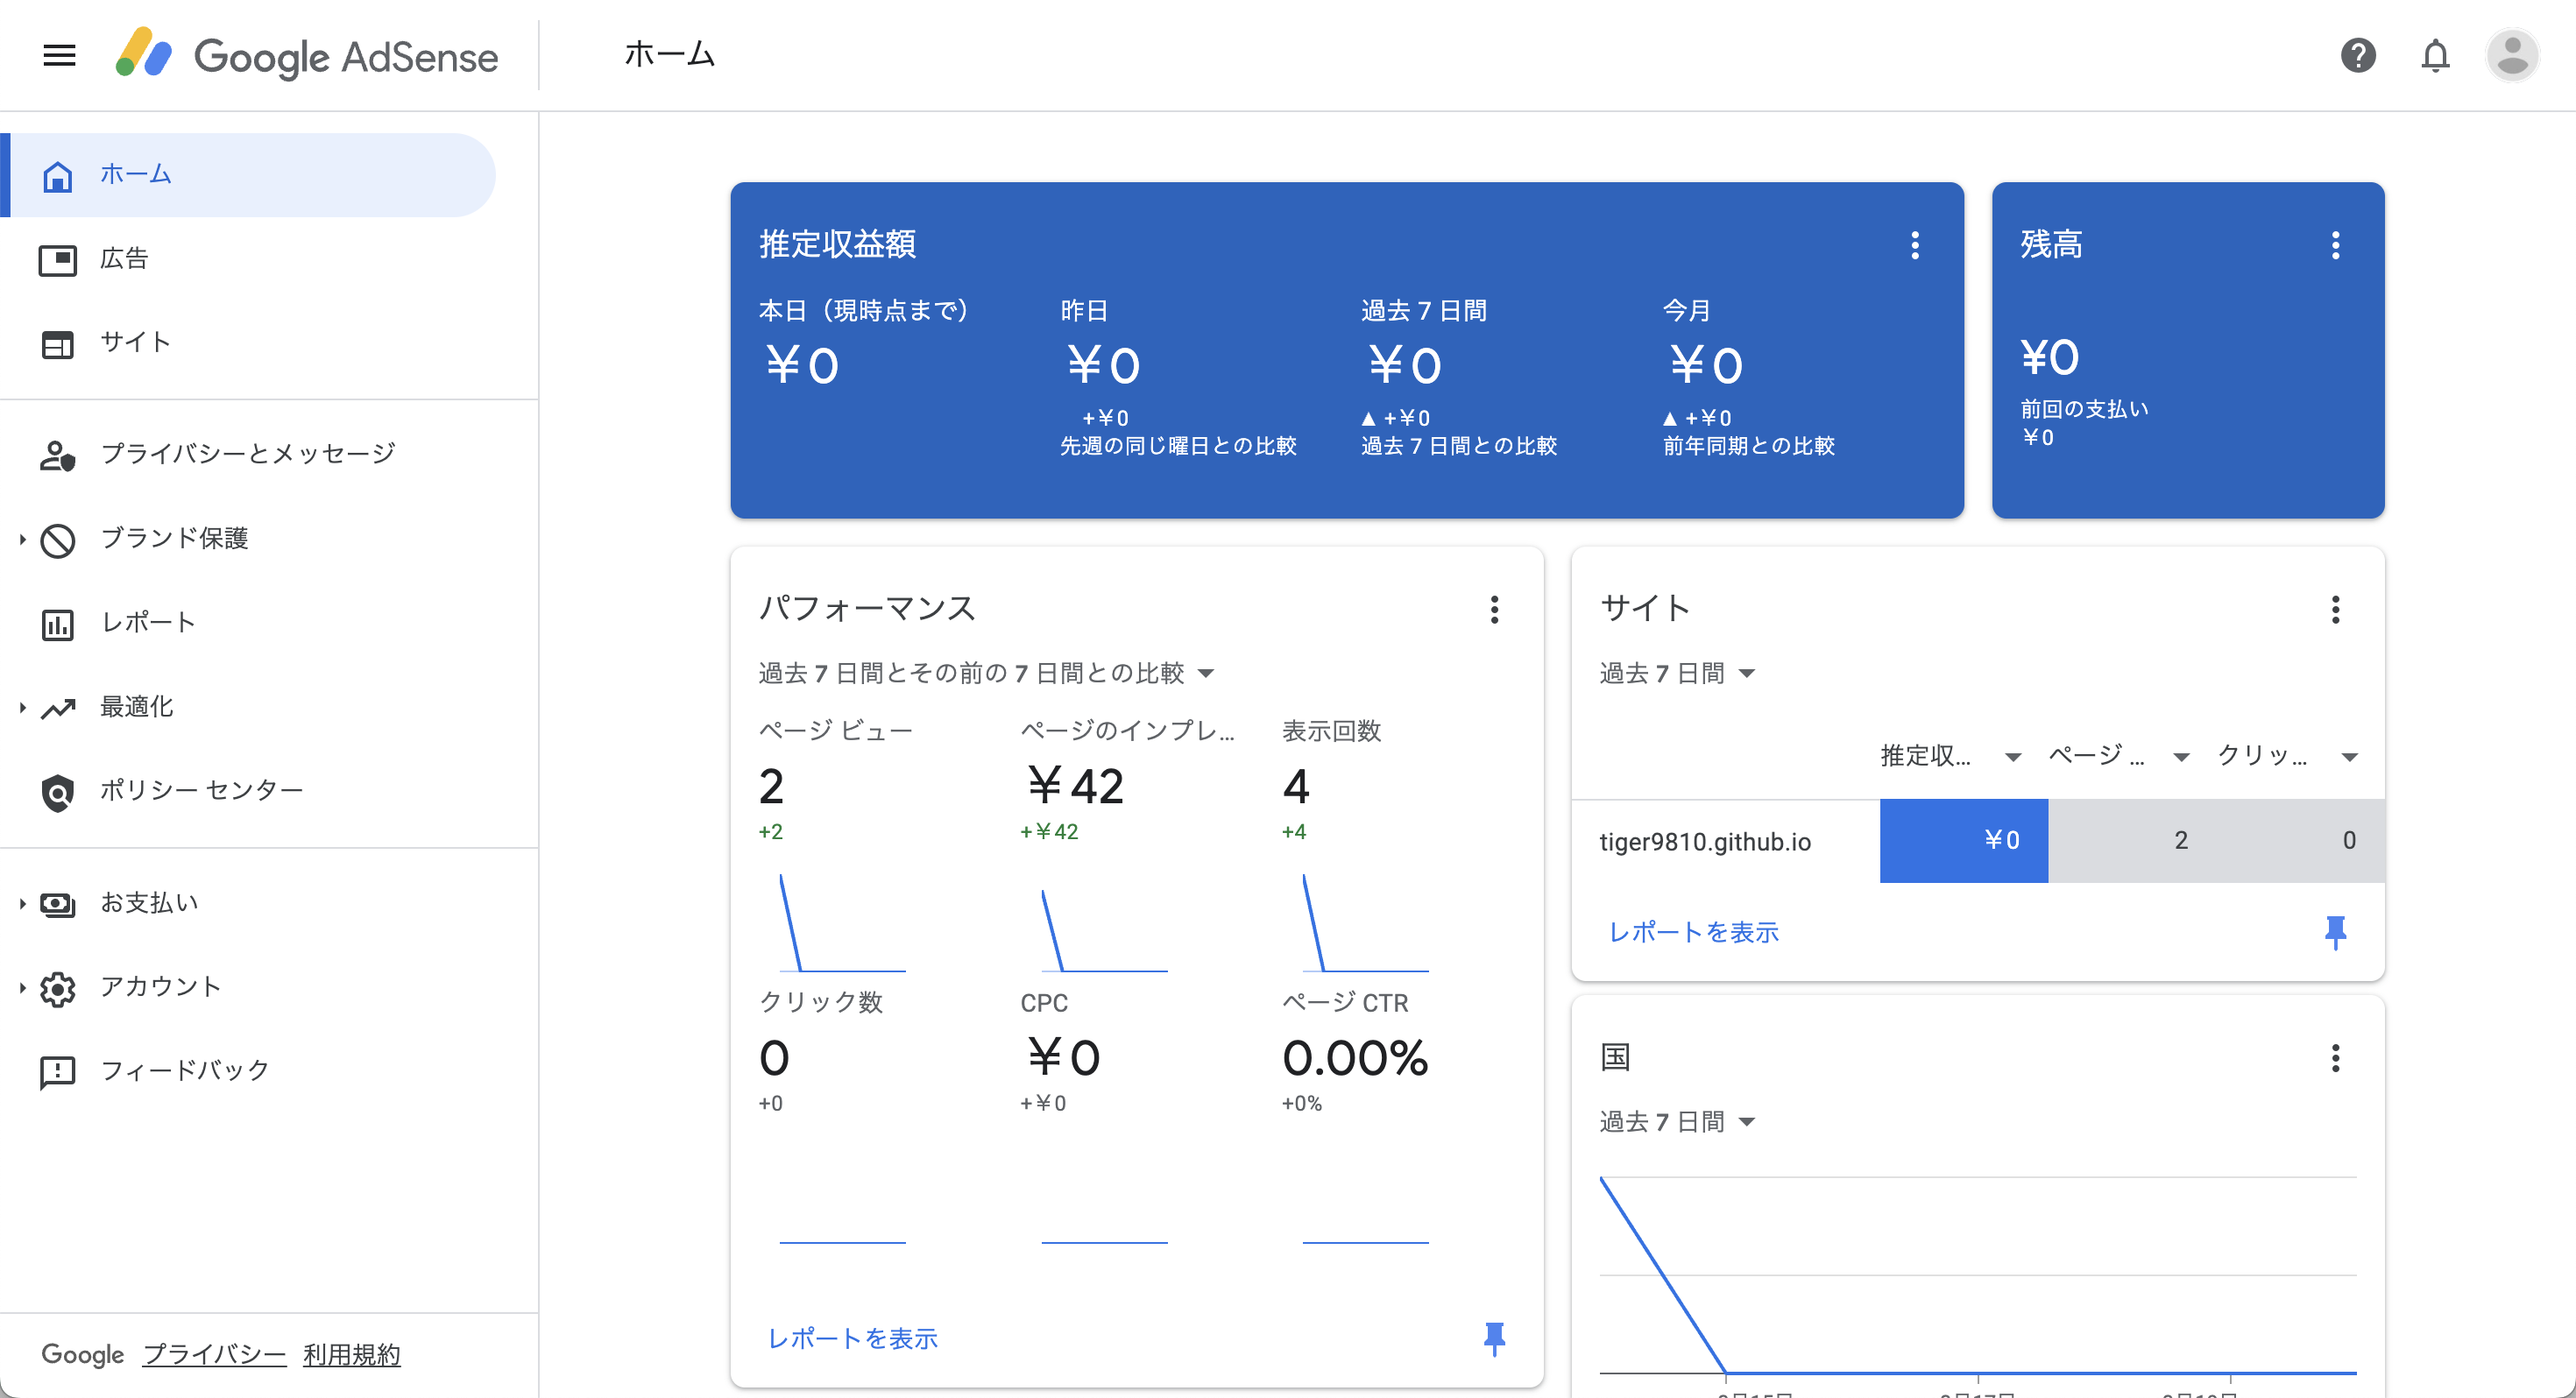 Google AdSense
ホーム
ホーム
広告
サイト
プライバシーとメッセージ
ブランド保護
レポート
最適化
ポリシー センター
お支払い
アカウント
フィードバック
Google プライバシー 利用規約
推定収益額
本日（現時点まで） 昨日 過去 7 日間 今月
￥0 ￥0 ￥0 ￥0
+￥0 ▲ +￥0 ▲ +￥0
先週の同じ曜日との比較 過去 7 日間との比較 前年同期との比較
残高
¥0
前回の支払い
￥0
パフォーマンス
過去 7 日間とその前の 7 日間との比較
ページ ビュー ページのインプレ... 表示回数
2 ￥42 4
+2 +￥42 +4
クリック数 CPC ページ CTR
0 ￥0 0.00%
+0 +￥0 +0%
レポートを表示
サイト
過去 7 日間
推定収... ページ ... クリッ...
tiger9810.github.io ￥0 2 0
レポートを表示
国
過去 7 日間